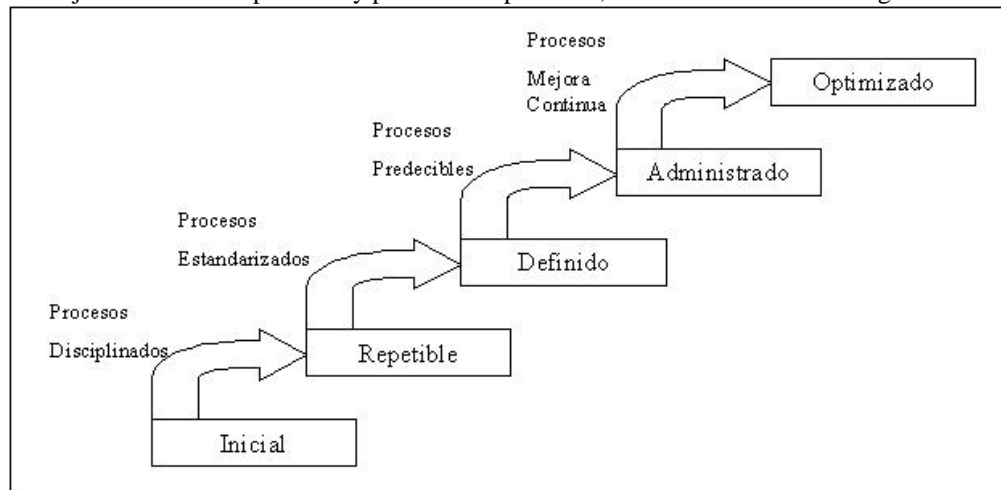 Procesos
Mejora
Continua
Optimizado
Procesos
Predecibles
Administrado
Procesos
Estandarizados
Definido
Procesos
Disciplinados
Repetible
Inicial